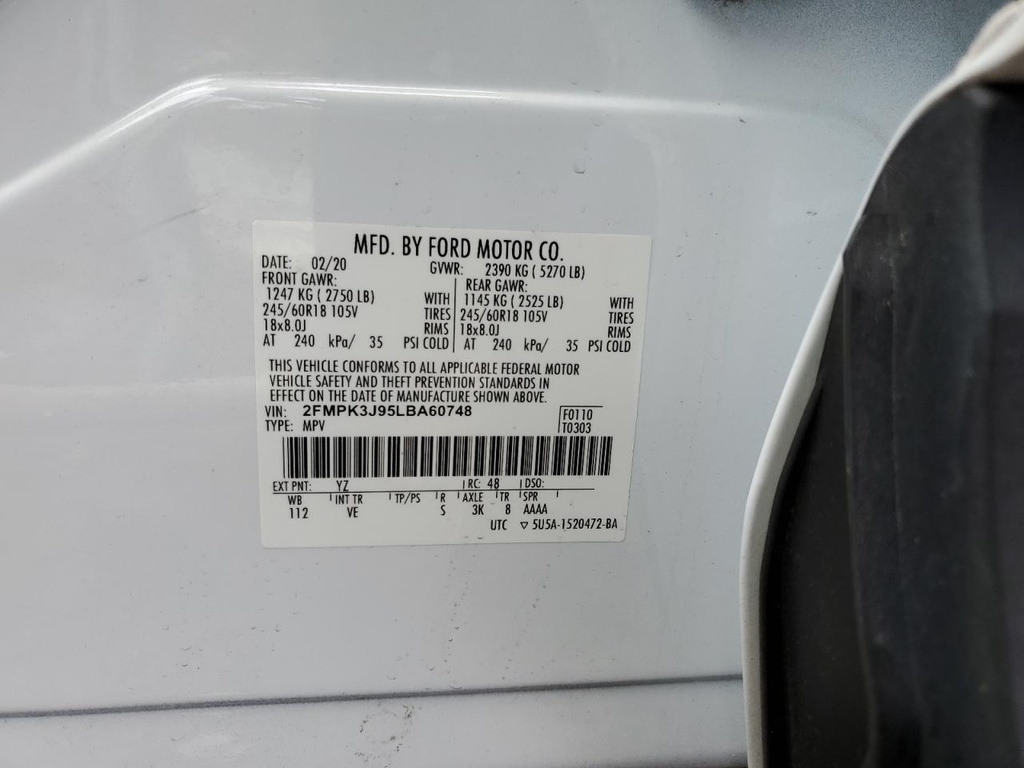 MFD. BY FORD MOTOR CO.
DATE: 02/20 GVWR: 2390 KG ( 5270 LB)
FRONT GAWR: REAR GAWR:
1247 KG ( 2750 LB) WITH 1145 KG ( 2525 LB) WITH
245/60R18 105V TIRES 245/60R18 105V TIRES
18x8.0J RIMS 18x8.0J RIMS
AT 240 kPa/ 35 PSI COLD AT 240 kPa/ 35 PSI COLD
THIS VEHICLE CONFORMS TO ALL APPLICABLE FEDERAL MOTOR
VEHICLE SAFETY AND THEFT PREVENTION STANDARDS IN
EFFECT ON THE DATE OF MANUFACTURE SHOWN ABOVE.
VIN: 2FMPK3J95LBA60748 F0110
TYPE: MPV T0303
EXT PNT: YZ RC: 48 DSO:
WB INT TR TP/PS R AXLE TR SPR
112 VE S 3K 8 AAAA
UTC ▽ 5U5A-1520472-BA